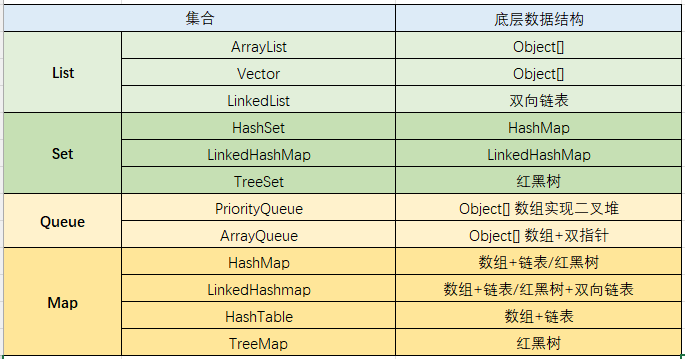 集合 底层数据结构
List
ArrayList Object[]
Vector Object[]
LinkedList 双向链表
Set
HashSet HashMap
LinkedHashMap LinkedHashMap
TreeSet 红黑树
Queue
PriorityQueue Object[] 数组实现二叉堆
ArrayQueue Object[] 数组+双指针
Map
HashMap 数组+链表/红黑树
LinkedHashmap 数组+链表/红黑树+双向链表
HashTable 数组+链表
TreeMap 红黑树